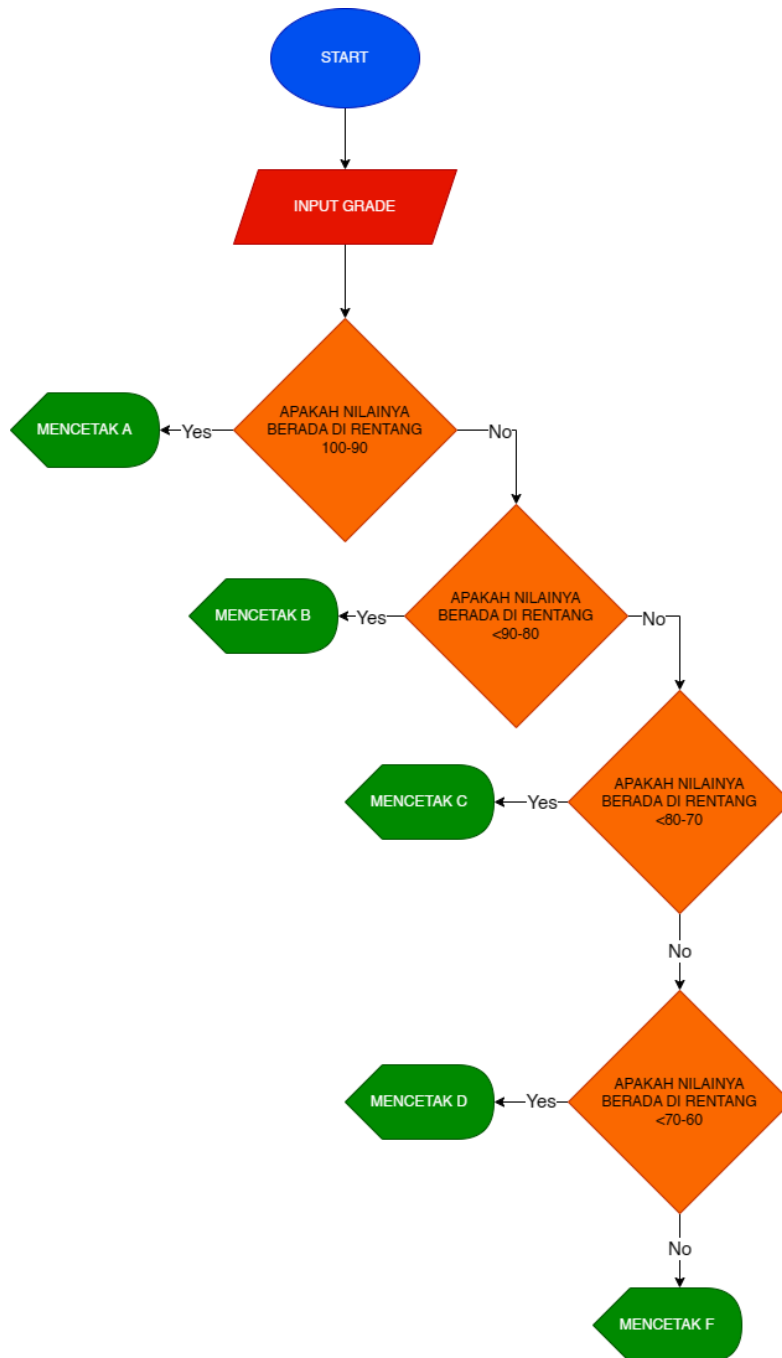 START
INPUT GRADE
APAKAH NILAINYA
BERADA DI RENTANG
100-90
Yes
MENCETAK A
No
APAKAH NILAINYA
BERADA DI RENTANG
<90-80
Yes
MENCETAK B
No
APAKAH NILAINYA
BERADA DI RENTANG
<80-70
Yes
MENCETAK C
No
APAKAH NILAINYA
BERADA DI RENTANG
<70-60
Yes
MENCETAK D
No
MENCETAK F